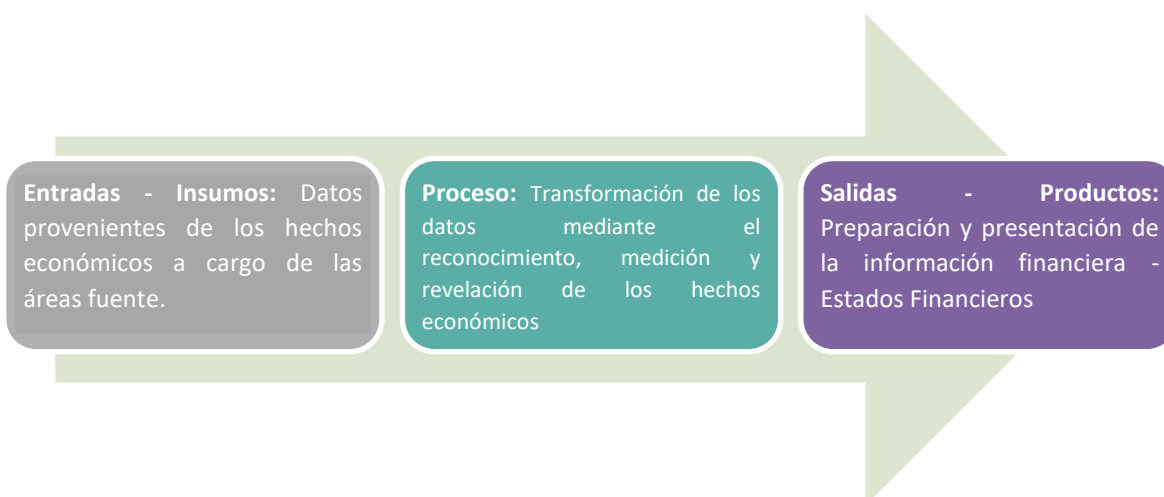 Entradas - Insumos: Datos
provenientes de los hechos
económicos a cargo de las
áreas fuente.
Proceso: Transformación de los
datos mediante el
reconocimiento, medición y
revelación de los hechos
económicos
Salidas - Productos:
Preparación y presentación de
la información financiera -
Estados Financieros